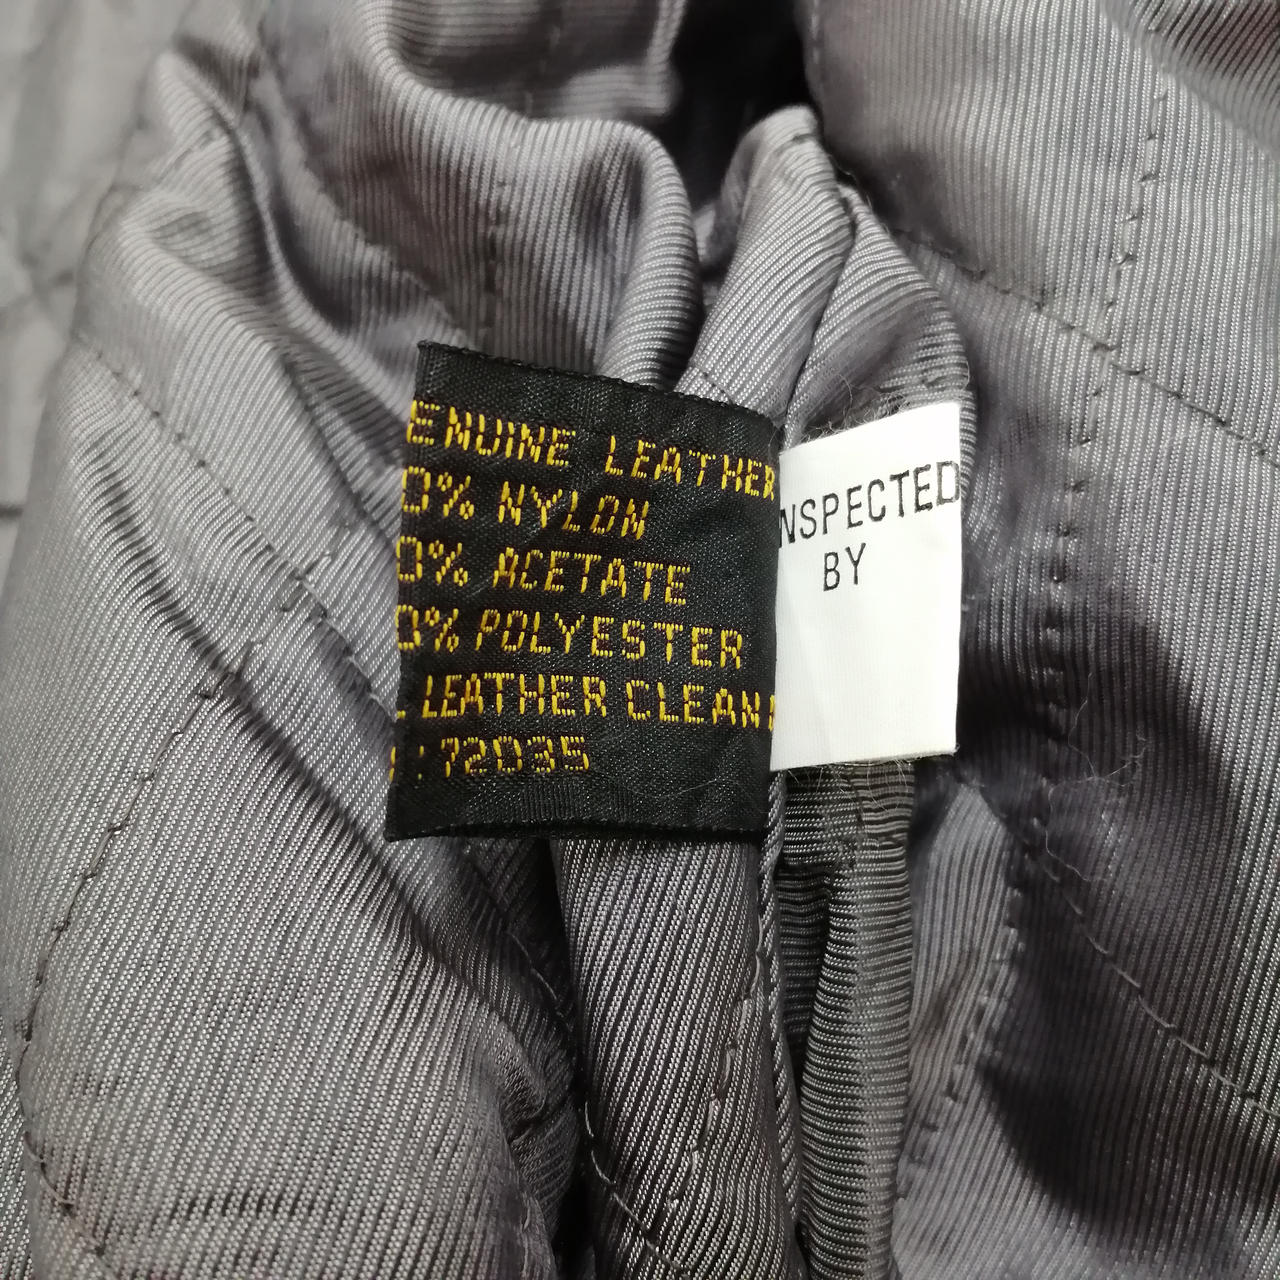 ENUINE LEATHER
0% NYLON
0% ACETATE
0% POLYESTER
LEATHER CLEAN
: 72035
NSPECTED
BY